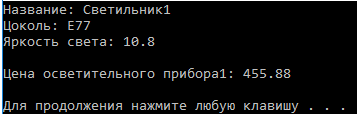 Название: Светильник1
Цоколь: E77
Яркость света: 10.8
Цена осветительного прибора1: 455.88
Для продолжения нажмите любую клавишу . . .